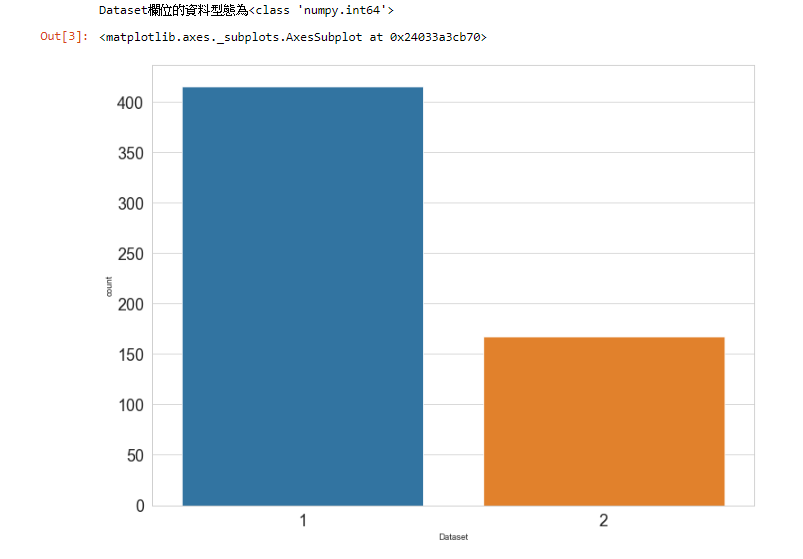 Dataset欄位的資料型態為<class 'numpy.int64'>
Out[3]: <matplotlib.axes._subplots.AxesSubplot at 0x24033a3cb70>
400
350
300
250
200
150
100
50
0
count
1 2
Dataset